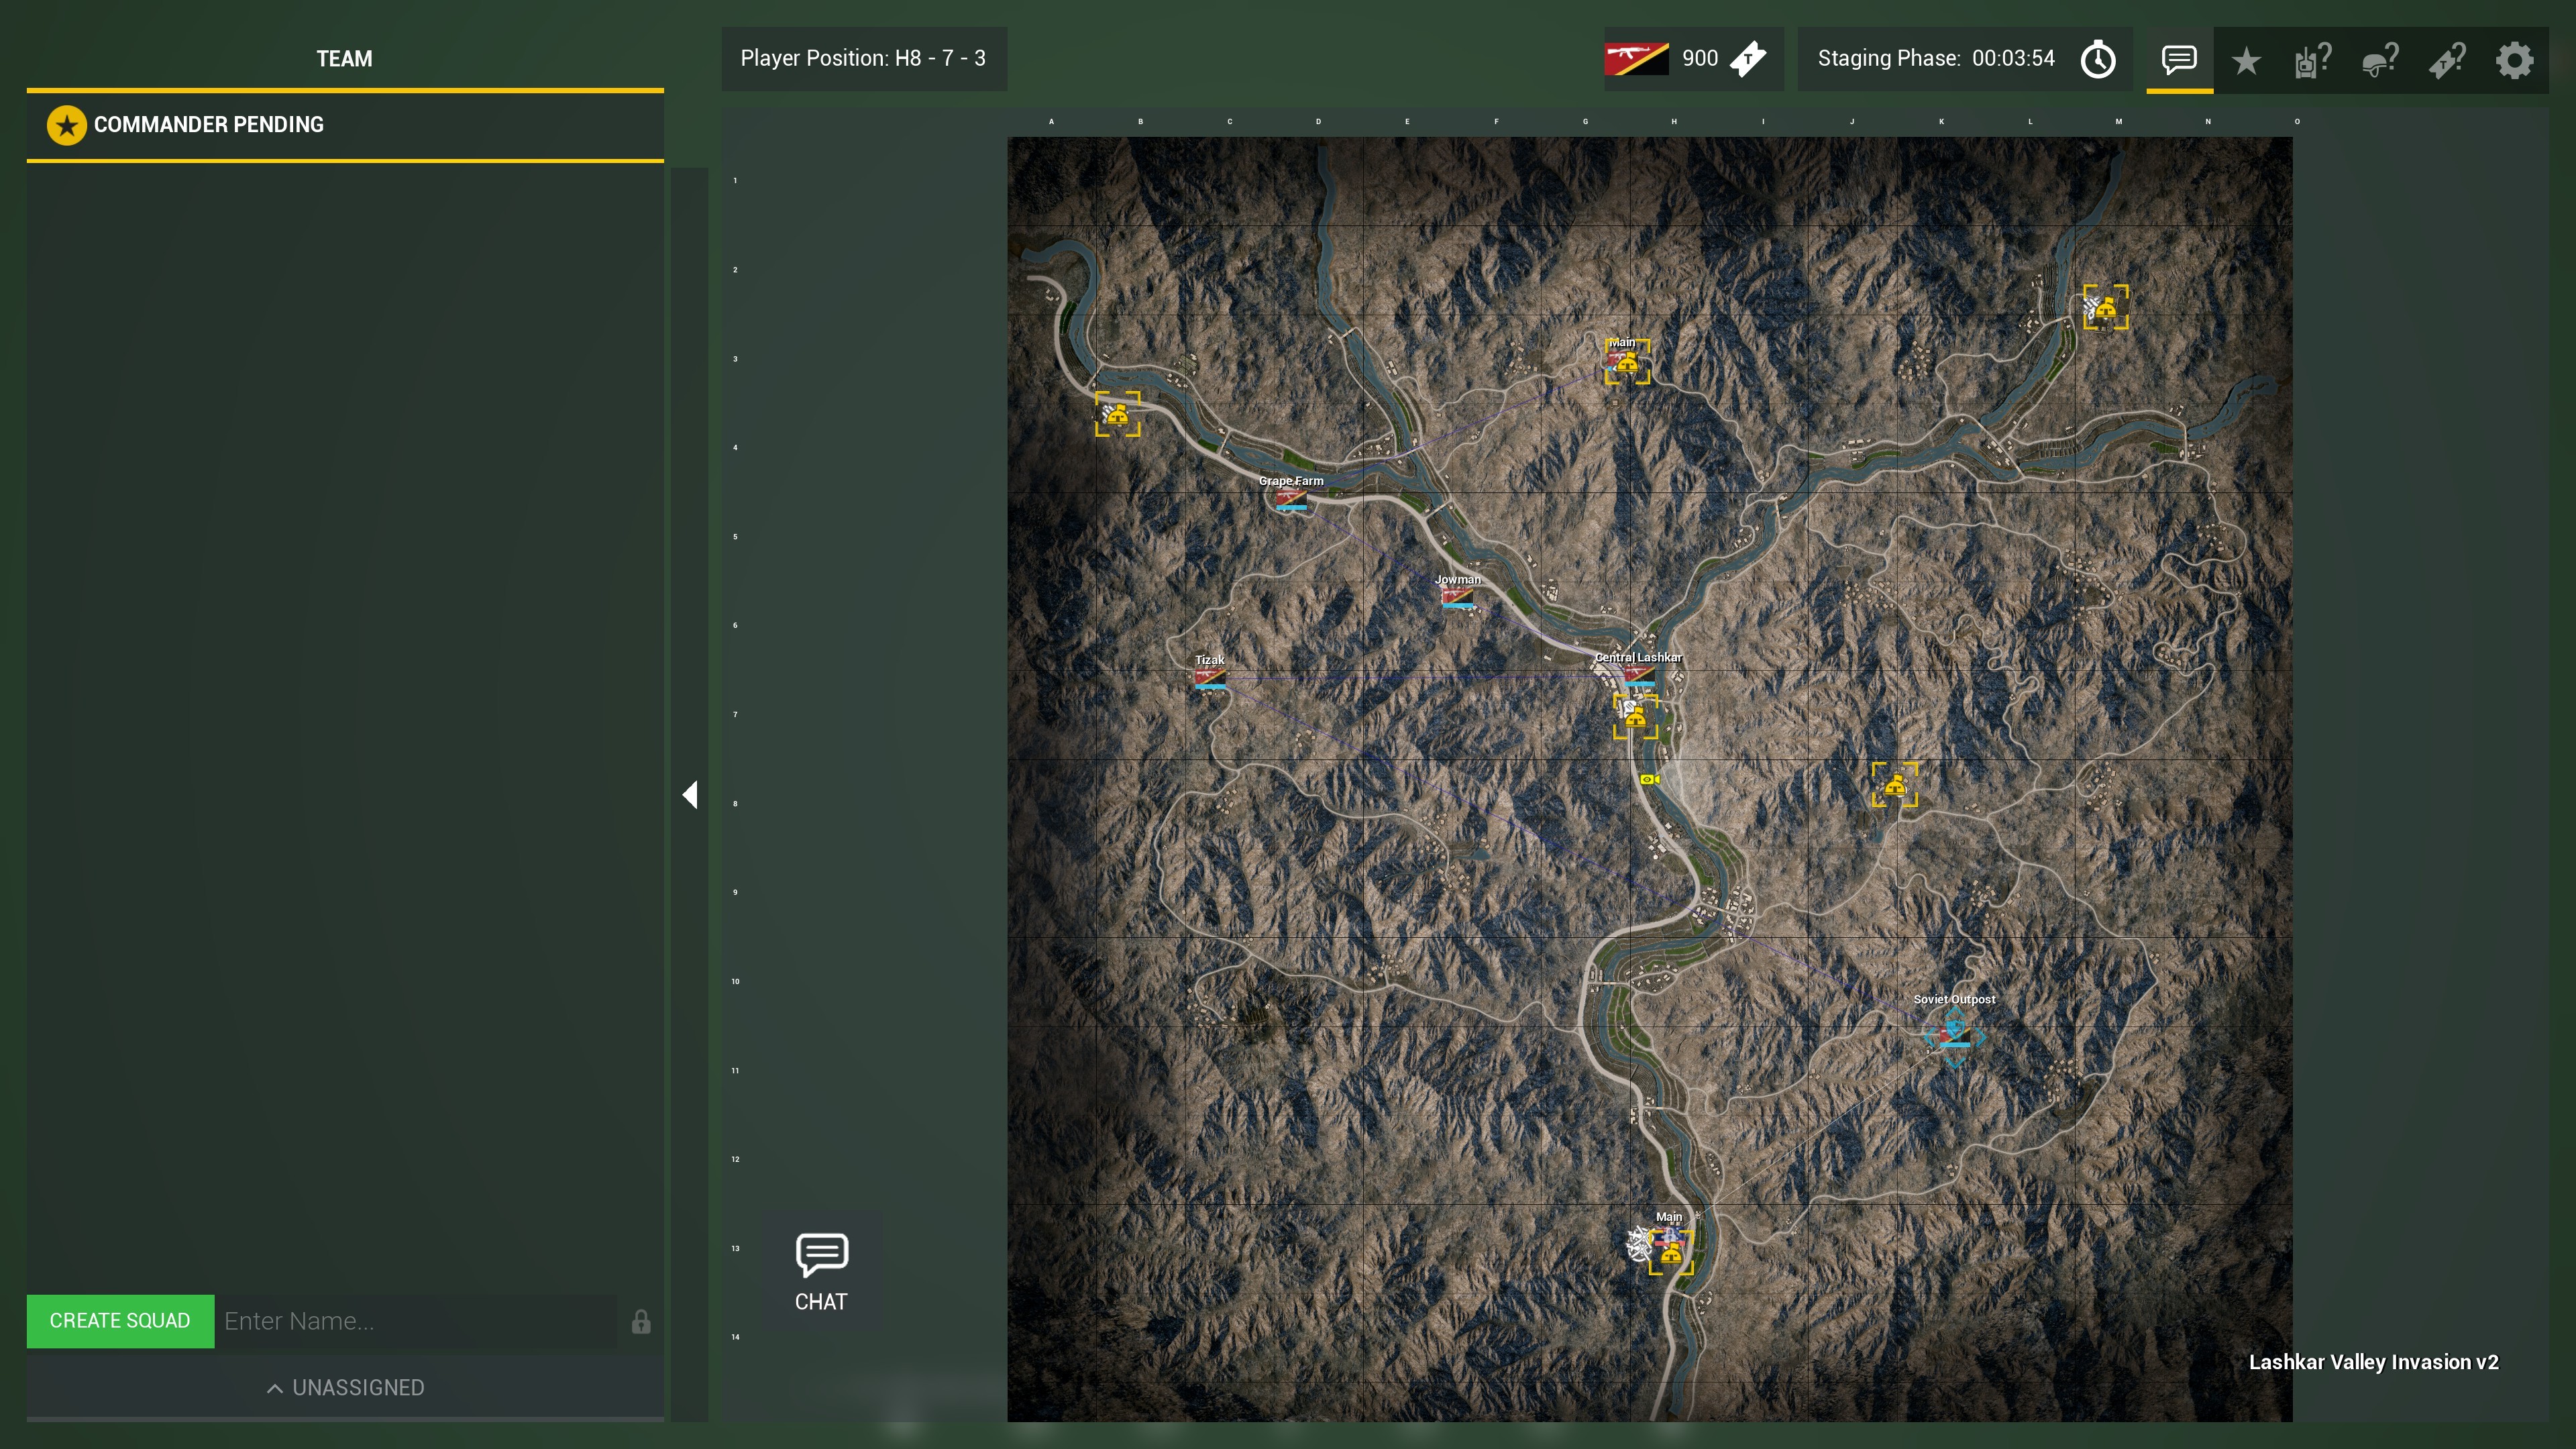 TEAM
COMMANDER PENDING
CREATE SQUAD
Enter Name...
UNASSIGNED
Player Position: H8 - 7 - 3
900
T
Staging Phase: 00:03:54
A B C D E F G H I J K L M N O
1
2
3
4
5
6
7
8
9
10
11
12
13
14
Main
Grape Farm
Jowman
Central Lashkar
Tizak
Soviet Outpost
Main
CHAT
Lashkar Valley Invasion v2